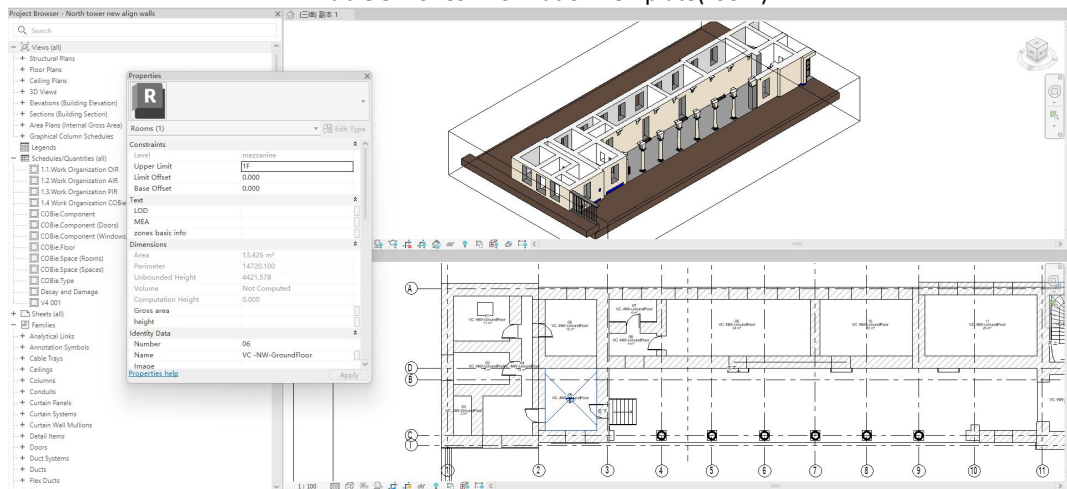 Project Browser - North tower new align walls
(三維) 副本 1
Search
Views (all)
Structural Plans
Floor Plans
Ceiling Plans
3D Views
Elevations (Building Elevation)
Sections (Building Section)
Area Plans (Internal Gross Area)
Graphical Column Schedules
Legends
Schedules/Quantities (all)
1.1.Work Organization OIR
1.2.Work Organization AIR
1.3.Work Organization PIR
1.4 Work Organization COBie
COBie.Component
COBie.Component (Doors)
COBie.Component (Windows
COBie.Floor
COBie.Space (Rooms)
COBie.Space (Spaces)
COBie.Type
Decay and Damage
V4 001
Sheets (all)
Families
Analytical Links
Annotation Symbols
Cable Trays
Ceilings
Columns
Conduits
Curtain Panels
Curtain Systems
Curtain Wall Mullions
Detail Items
Doors
Duct Systems
Ducts
Flex Ducts
Properties
R
Rooms (1)
Edit Type
Constraints
Level mezzanine
Upper Limit 1F
Limit Offset 0.000
Base Offset 0.000
Text
LOD
MEA
zones basic info
Dimensions
Area 13.426 m²
Perimeter 14720.100
Unbounded Height 4421.578
Volume Not Computed
Computation Height 0.000
Gross area
height
Identity Data
Number 06
Name VC -NW-GroundFloor
Image
Properties help
Apply
A
D
B
C
1
2
3
4
5
6
7
8
9
10
11
1 : 100